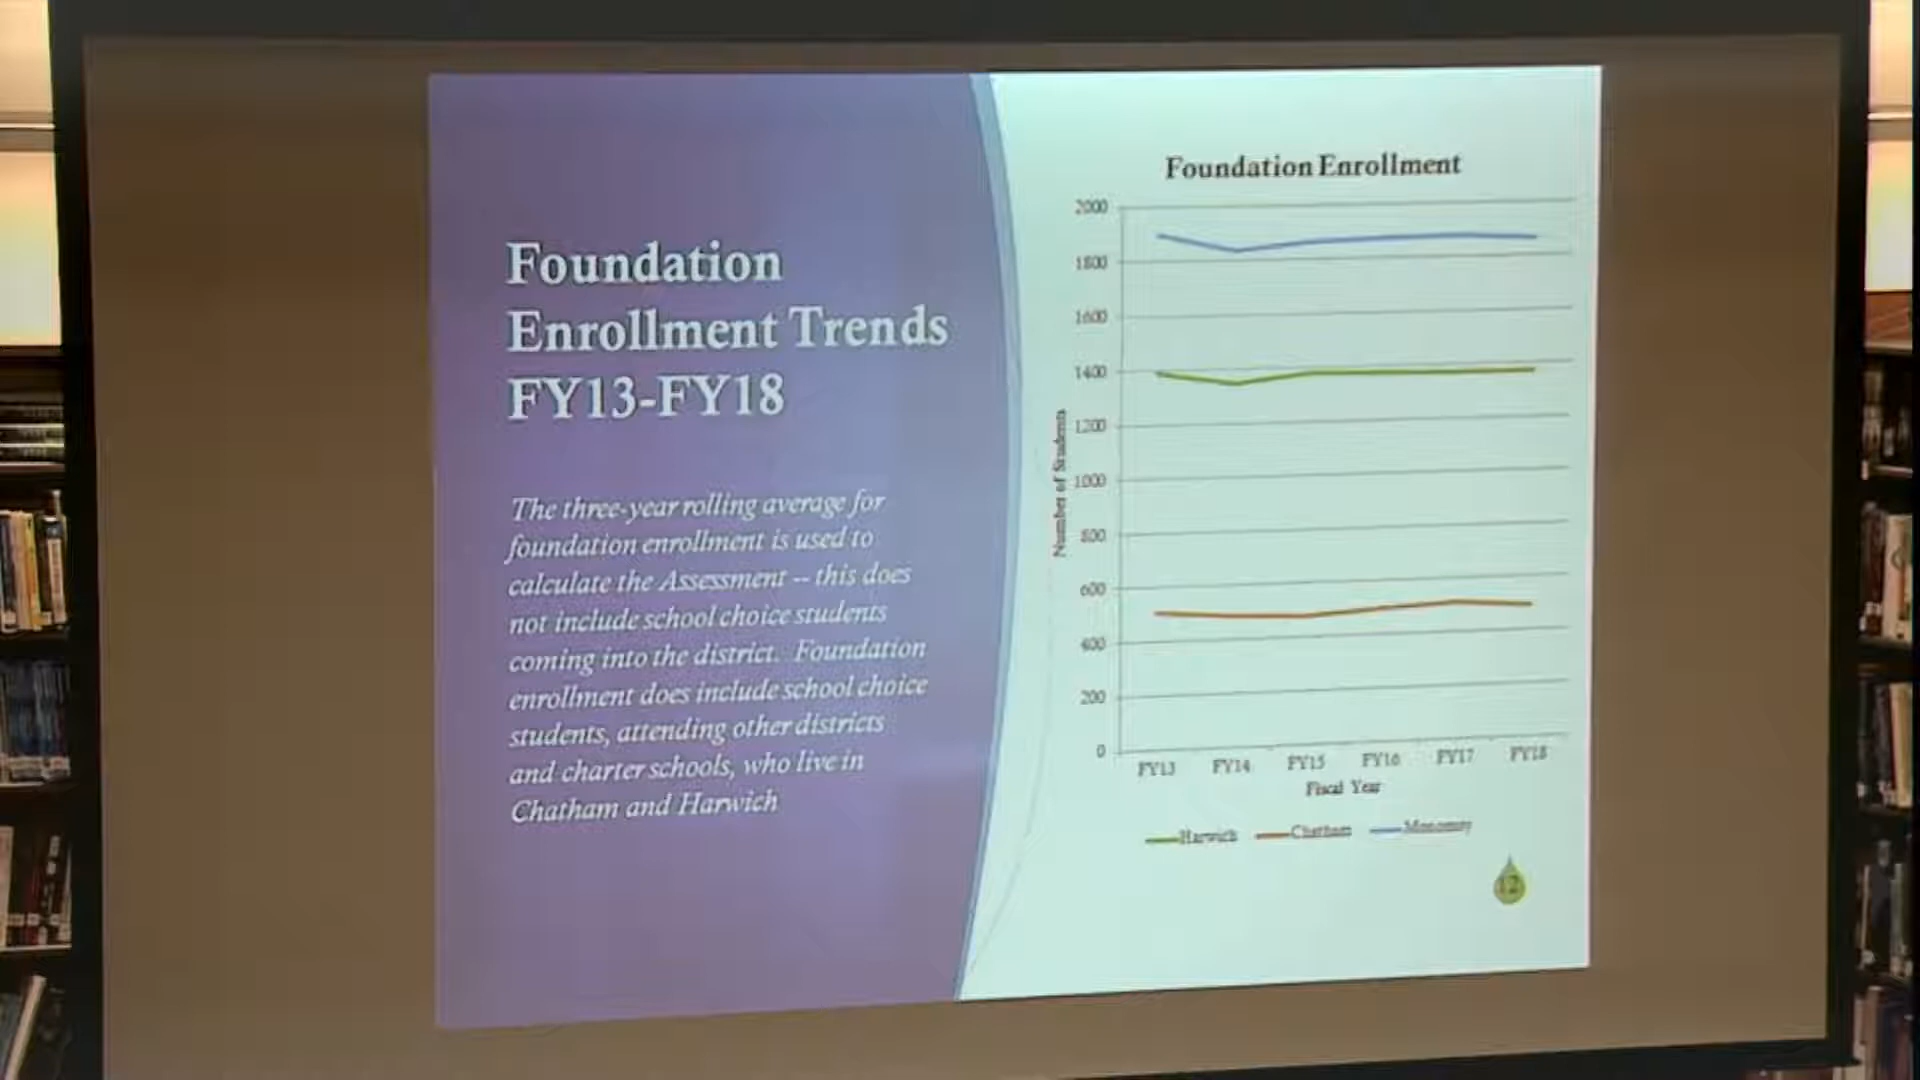 Foundation
Enrollment Trends
FY13-FY18
The three-year rolling average for
foundation enrollment is used to
calculate the Assessment -- this does
not include school choice students
coming into the district. Foundation
enrollment does include school choice
students, attending other districts
and charter schools, who live in
Chatham and Harwich
Foundation Enrollment
2000
1800
1600
1400
1200
1000
800
600
400
200
0
Number of Students
FY13 FY14 FY15 FY16 FY17 FY18
Fiscal Year
Harwich Chatham Monomoy
12